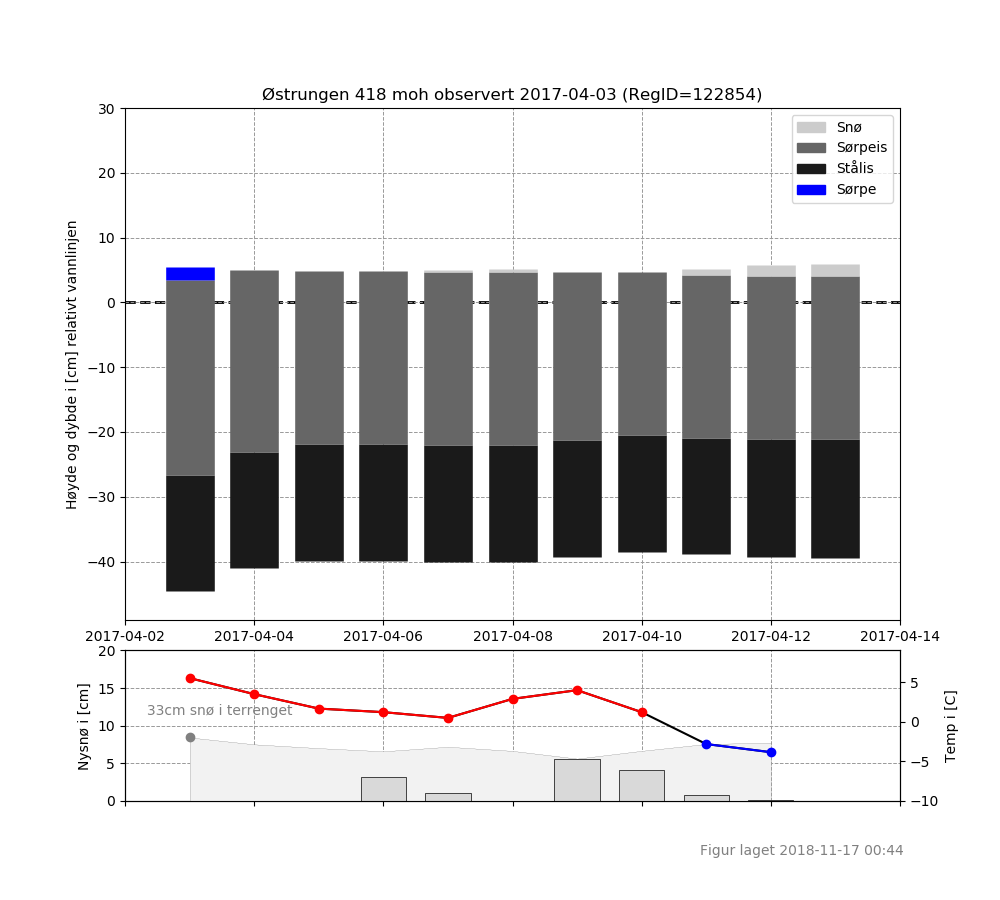 Østrungen 418 moh observert 2017-04-03 (RegID=122854)
Høyde og dybde i [cm] relativt vannlinjen
30
20
10
0
−10
−20
−30
−40
Snø
Sørpeis
Stålis
Sørpe
2017-04-02 2017-04-04 2017-04-06 2017-04-08 2017-04-10 2017-04-12 2017-04-14
Nysnø i [cm]
20
15
10
5
0
33cm snø i terrenget
5
0
−5
−10
Temp i [C]
Figur laget 2018-11-17 00:44